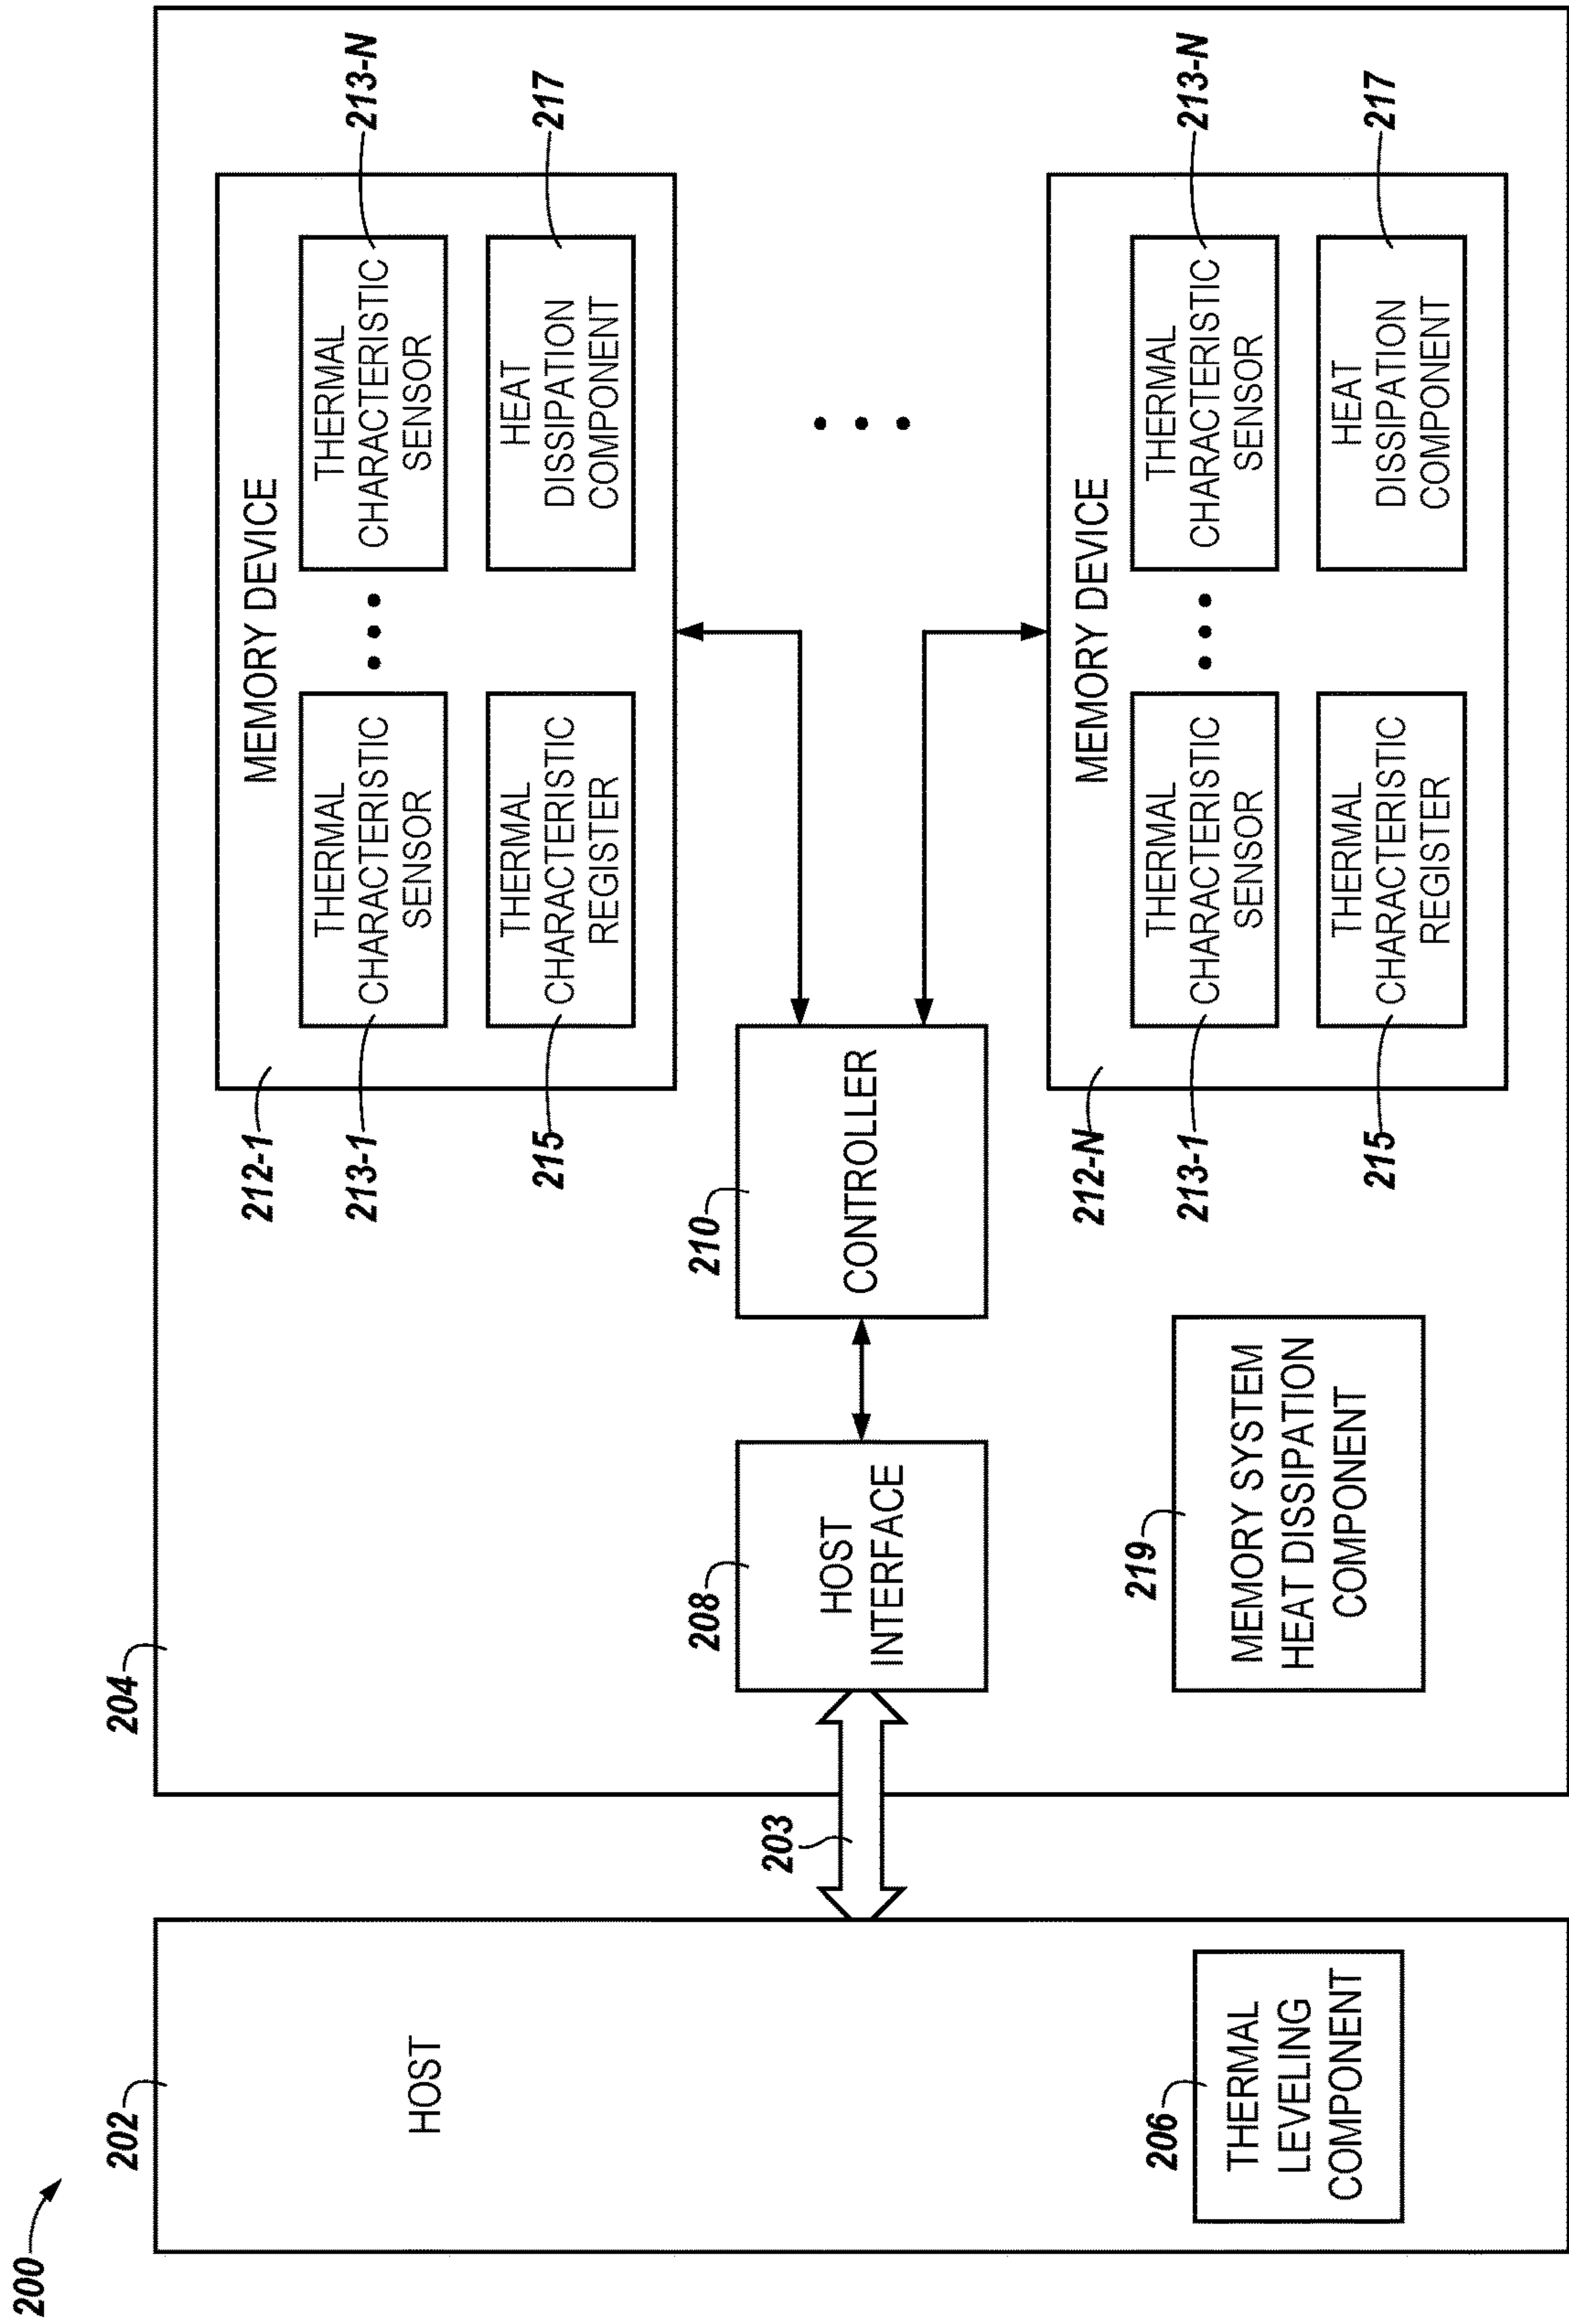 200
202
HOST
206
THERMAL
LEVELING
COMPONENT
203
204
208
HOST
INTERFACE
210
CONTROLLER
219
MEMORY SYSTEM
HEAT DISSIPATION
COMPONENT
212-1
MEMORY DEVICE
213-1
THERMAL
CHARACTERISTIC
SENSOR
• • •
213-N
THERMAL
CHARACTERISTIC
SENSOR
215
THERMAL
CHARACTERISTIC
REGISTER
217
HEAT
DISSIPATION
COMPONENT
• • •
212-N
MEMORY DEVICE
213-1
THERMAL
CHARACTERISTIC
SENSOR
• • •
213-N
THERMAL
CHARACTERISTIC
SENSOR
215
THERMAL
CHARACTERISTIC
REGISTER
217
HEAT
DISSIPATION
COMPONENT